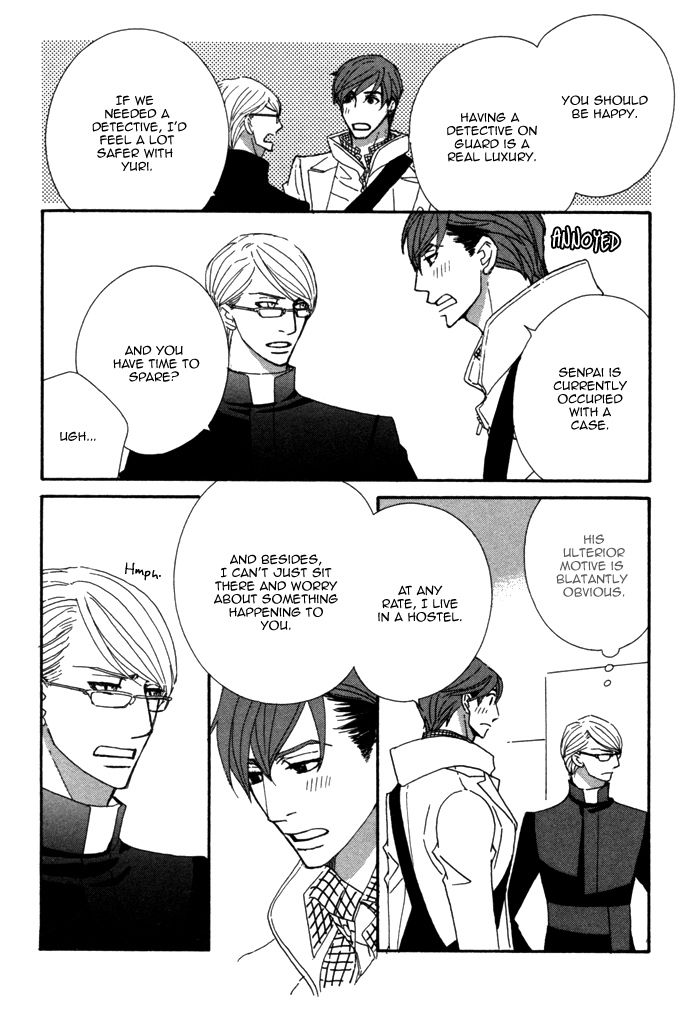 YOU SHOULD
BE HAPPY.
HAVING A
DETECTIVE ON
GUARD IS A
REAL LUXURY.
IF WE
NEEDED A
DETECTIVE, I'D
FEEL A LOT
SAFER WITH
YURI.
ANNOYED
SENPAI IS
CURRENTLY
OCCUPIED
WITH A
CASE.
AND YOU
HAVE TIME TO
SPARE?
UGH...
HIS
ULTERIOR
MOTIVE IS
BLATANTLY
OBVIOUS.
AT ANY
RATE, I LIVE
IN A HOSTEL.
AND BESIDES,
I CAN'T JUST SIT
THERE AND WORRY
ABOUT SOMETHING
HAPPENING TO
YOU.
Hmph.